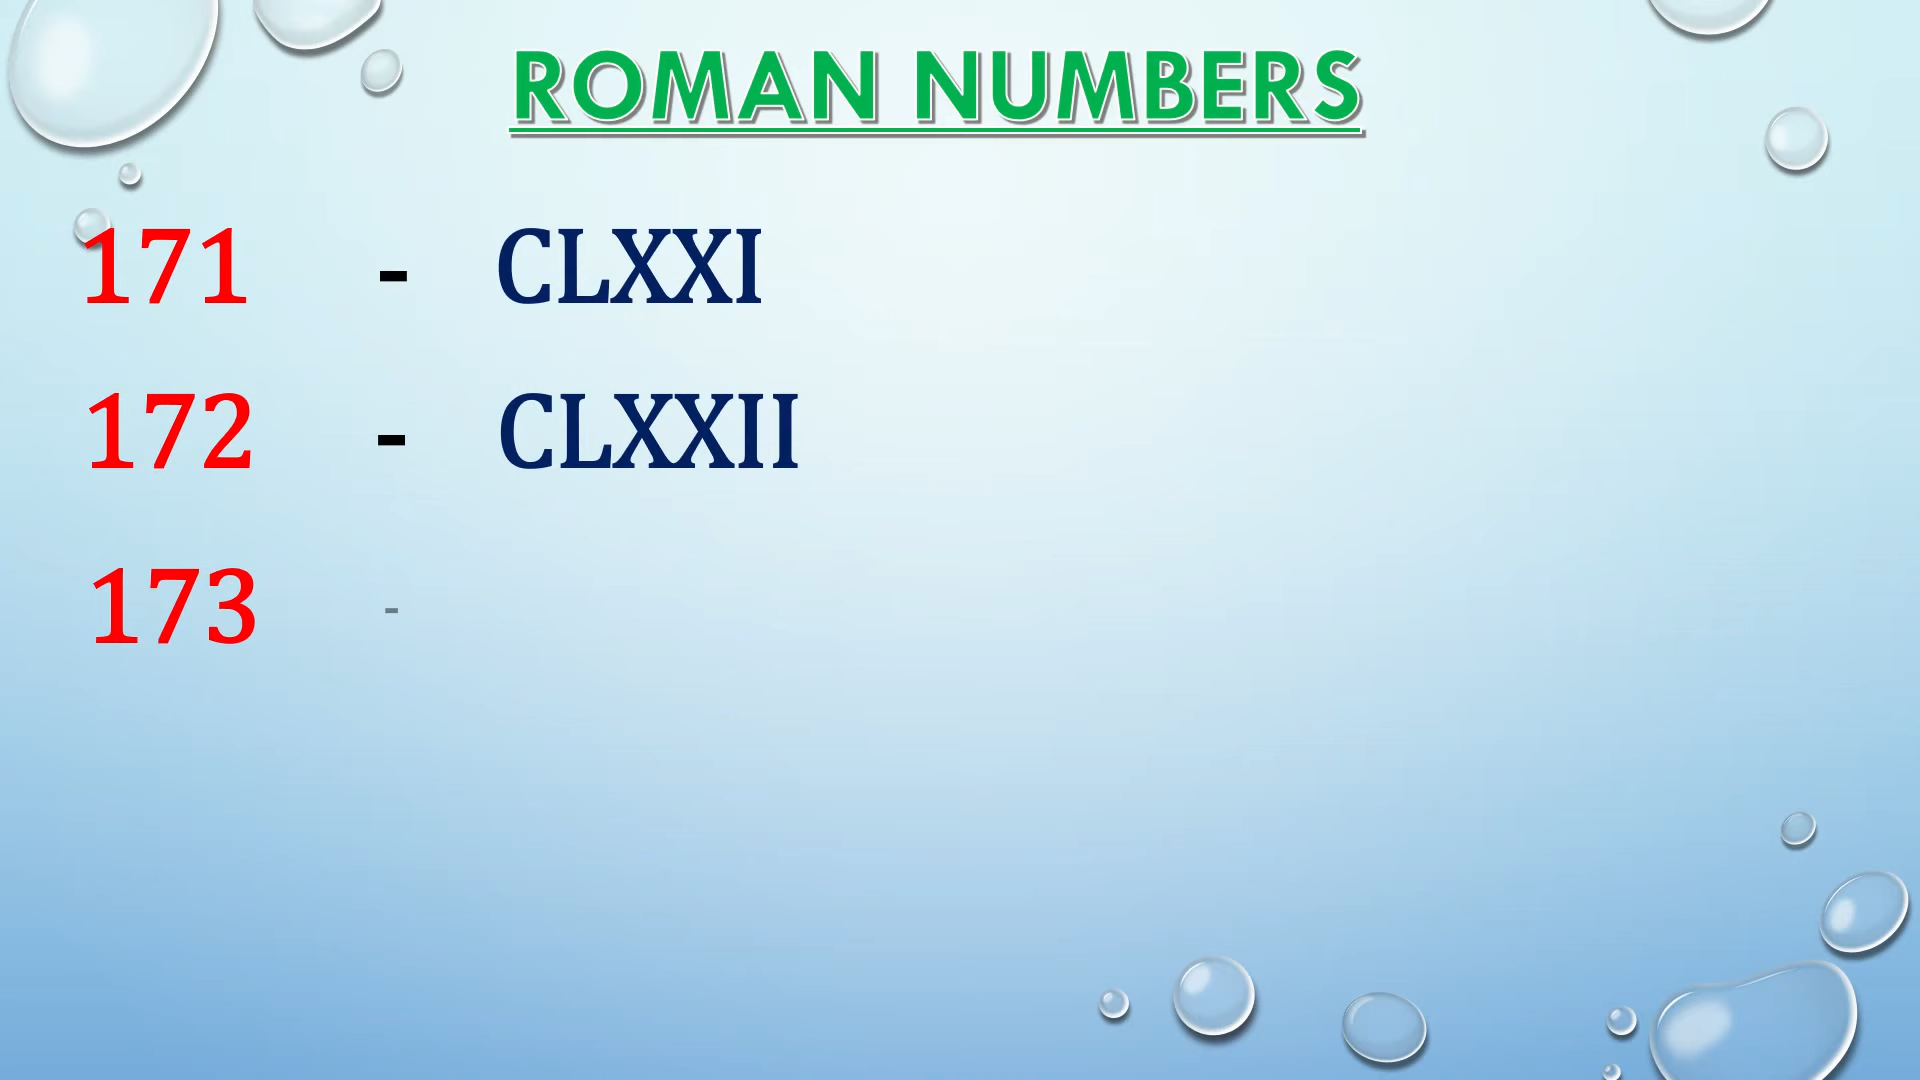 ROMAN NUMBERS
171 - CLXXI
172 - CLXXII
173 -